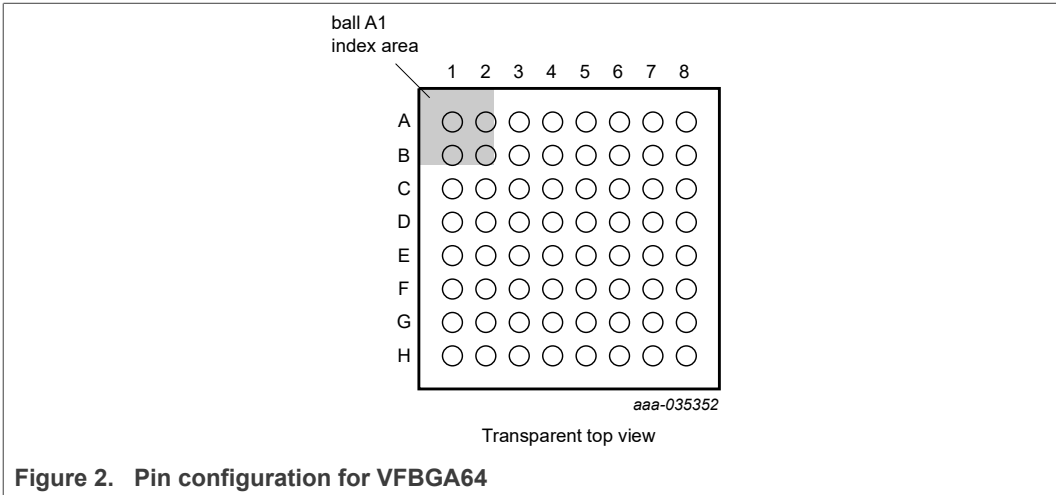 ball A1
index area
1 2 3 4 5 6 7 8
A
B
C
D
E
F
G
H
aaa-035352
Transparent top view
Figure 2. Pin configuration for VFBGA64